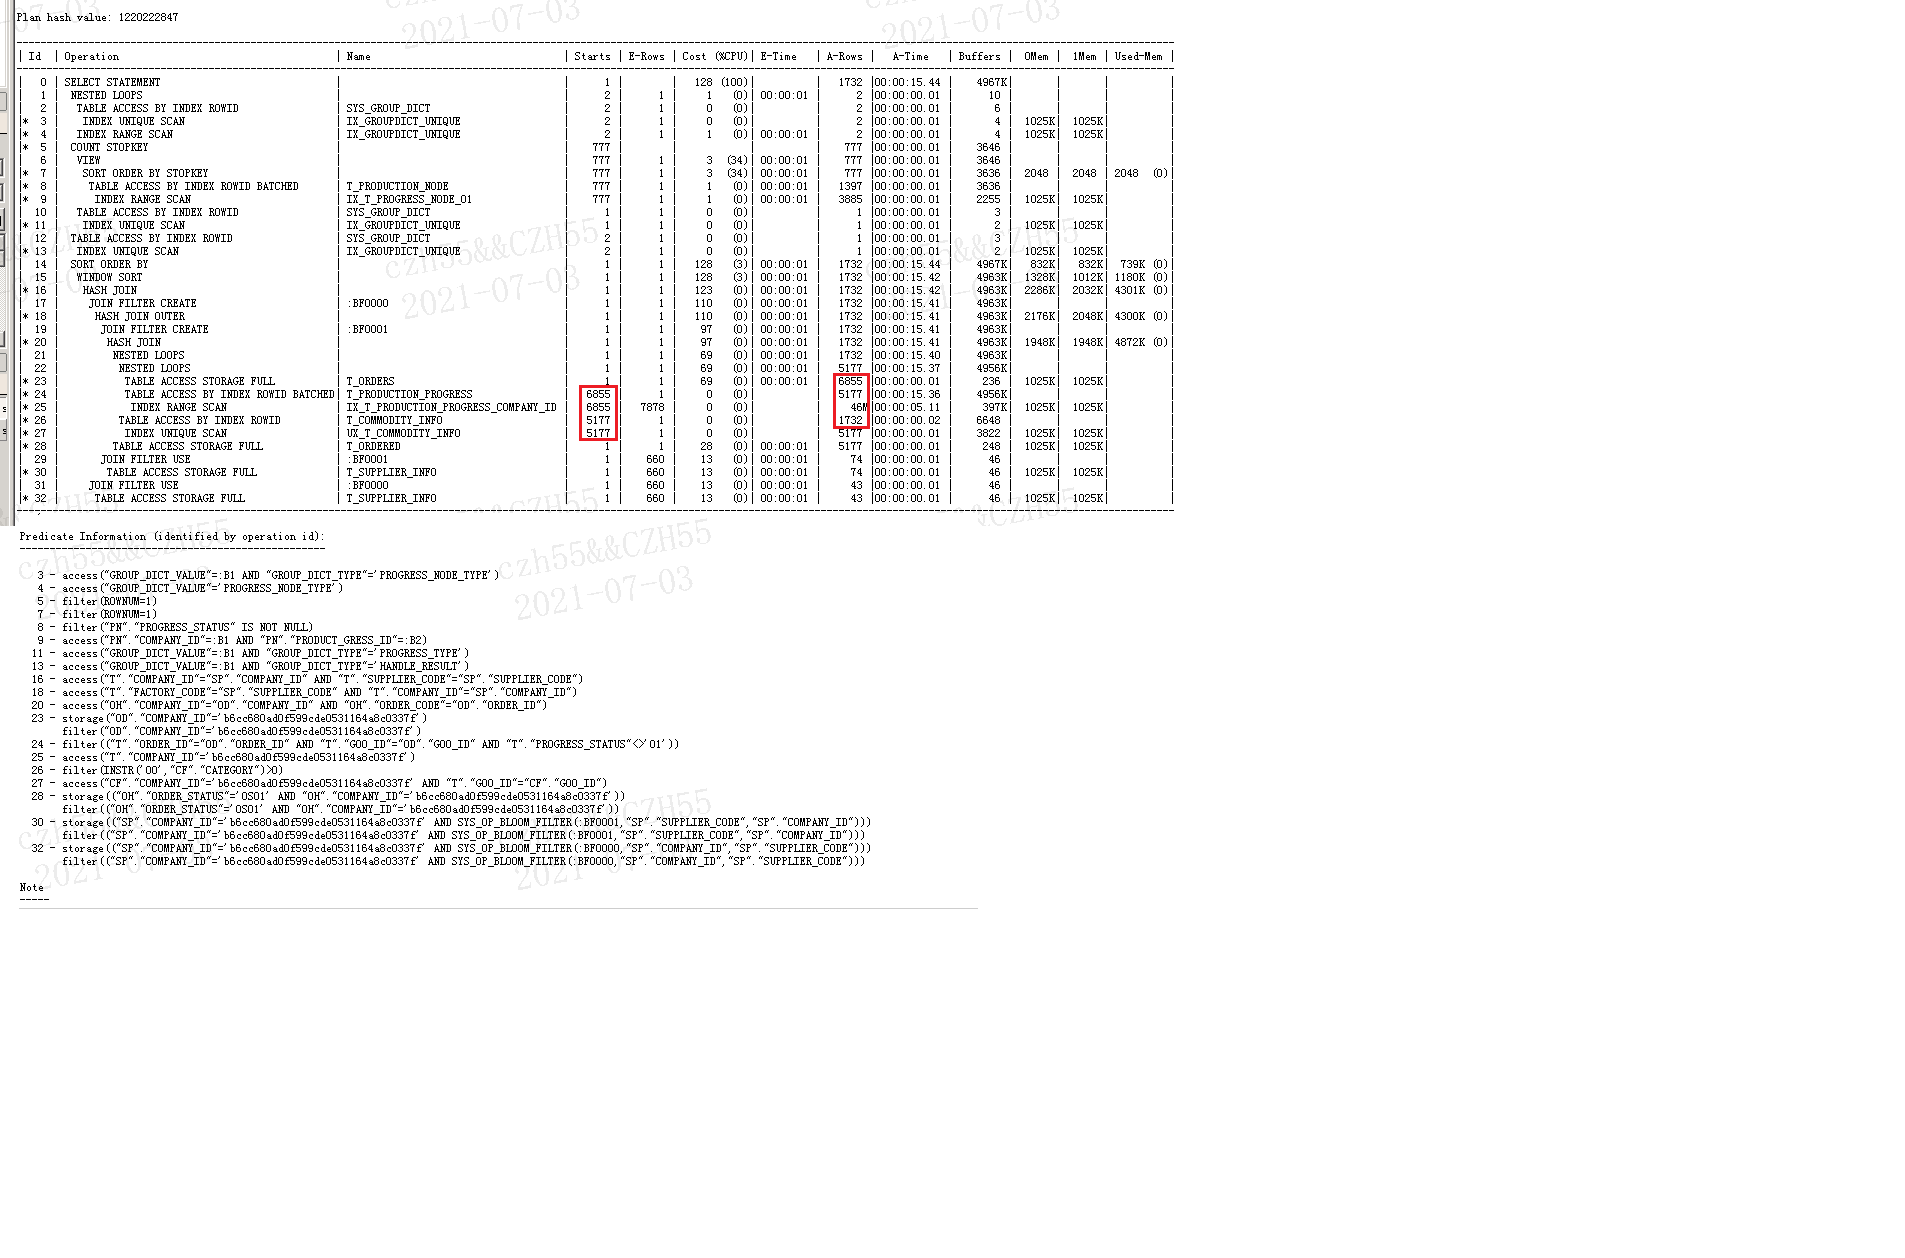 Plan hash value: 1220222847
| Id | Operation | Name | Starts | E-Rows | Cost (%CPU)| E-Time | A-Rows | A-Time | Buffers | 0Mem | 1Mem | Used-Mem |
| 0 | SELECT STATEMENT | | 1 | | 128 (100)| | 1732 |00:00:15.44 | 4967K| | | |
| 1 | NESTED LOOPS | | 2 | 1 | 1 (0)| 00:00:01 | 2 |00:00:00.01 | 10 | | | |
| 2 | TABLE ACCESS BY INDEX ROWID | SYS_GROUP_DICT | 2 | 1 | 0 (0)| | 2 |00:00:00.01 | 6 | | | |
|* 3 | INDEX UNIQUE SCAN | IX_GROUPDICT_UNIQUE | 2 | 1 | 0 (0)| | 2 |00:00:00.01 | 4 | 1025K| 1025K| |
|* 4 | INDEX RANGE SCAN | IX_GROUPDICT_UNIQUE | 2 | 1 | 1 (0)| 00:00:01 | 2 |00:00:00.01 | 4 | 1025K| 1025K| |
|* 5 | COUNT STOPKEY | | 777 | | | | 777 |00:00:00.01 | 3646 | | | |
| 6 | VIEW | | 777 | 1 | 3 (34)| 00:00:01 | 777 |00:00:00.01 | 3646 | | | |
|* 7 | SORT ORDER BY STOPKEY | | 777 | 1 | 3 (34)| 00:00:01 | 777 |00:00:00.01 | 3636 | 2048 | 2048 | 2048 (0)|
|* 8 | TABLE ACCESS BY INDEX ROWID BATCHED | T_PRODUCTION_NODE | 777 | 1 | 1 (0)| 00:00:01 | 1397 |00:00:00.01 | 3636 | | | |
|* 9 | INDEX RANGE SCAN | IX_T_PROGRESS_NODE_01 | 777 | 1 | 1 (0)| 00:00:01 | 3885 |00:00:00.01 | 2255 | 1025K| 1025K| |
| 10 | TABLE ACCESS BY INDEX ROWID | SYS_GROUP_DICT | 1 | 1 | 0 (0)| | 1 |00:00:00.01 | 3 | | | |
|* 11 | INDEX UNIQUE SCAN | IX_GROUPDICT_UNIQUE | 1 | 1 | 0 (0)| | 1 |00:00:00.01 | 2 | 1025K| 1025K| |
| 12 | TABLE ACCESS BY INDEX ROWID | SYS_GROUP_DICT | 2 | 1 | 0 (0)| | 1 |00:00:00.01 | 3 | | | |
|* 13 | INDEX UNIQUE SCAN | IX_GROUPDICT_UNIQUE | 2 | 1 | 0 (0)| | 1 |00:00:00.01 | 2 | 1025K| 1025K| |
| 14 | SORT ORDER BY | | 1 | 1 | 128 (3)| 00:00:01 | 1732 |00:00:15.44 | 4967K| 832K| 832K| 739K (0)|
| 15 | WINDOW SORT | | 1 | 1 | 128 (3)| 00:00:01 | 1732 |00:00:15.42 | 4963K| 1328K| 1012K| 1180K (0)|
|* 16 | HASH JOIN | | 1 | 1 | 123 (0)| 00:00:01 | 1732 |00:00:15.42 | 4963K| 2286K| 2032K| 4301K (0)|
| 17 | JOIN FILTER CREATE | :BF0000 | 1 | 1 | 110 (0)| 00:00:01 | 1732 |00:00:15.41 | 4963K| | | |
|* 18 | HASH JOIN OUTER | | 1 | 1 | 110 (0)| 00:00:01 | 1732 |00:00:15.41 | 4963K| 2176K| 2048K| 4300K (0)|
| 19 | JOIN FILTER CREATE | :BF0001 | 1 | 1 | 97 (0)| 00:00:01 | 1732 |00:00:15.41 | 4963K| | | |
|* 20 | HASH JOIN | | 1 | 1 | 97 (0)| 00:00:01 | 1732 |00:00:15.41 | 4963K| 1948K| 1948K| 4872K (0)|
| 21 | NESTED LOOPS | | 1 | 1 | 69 (0)| 00:00:01 | 1732 |00:00:15.40 | 4963K| | | |
| 22 | NESTED LOOPS | | 1 | 1 | 69 (0)| 00:00:01 | 5177 |00:00:15.37 | 4956K| | | |
|* 23 | TABLE ACCESS STORAGE FULL | T_ORDERS | 1 | 1 | 69 (0)| 00:00:01 | 6855 |00:00:00.01 | 236 | 1025K| 1025K| |
|* 24 | TABLE ACCESS BY INDEX ROWID BATCHED| T_PRODUCTION_PROGRESS | 6855 | 1 | 0 (0)| | 5177 |00:00:15.36 | 4956K| | | |
|* 25 | INDEX RANGE SCAN | IX_T_PRODUCTION_PROGRESS_COMPANY_ID | 6855 | 7878 | 0 (0)| | 46M|00:00:05.11 | 397K| 1025K| 1025K| |
|* 26 | TABLE ACCESS BY INDEX ROWID | T_COMMODITY_INFO | 5177 | 1 | 0 (0)| | 1732 |00:00:00.02 | 6648 | | | |
|* 27 | INDEX UNIQUE SCAN | UX_T_COMMODITY_INFO | 5177 | 1 | 0 (0)| | 5177 |00:00:00.01 | 3822 | 1025K| 1025K| |
|* 28 | TABLE ACCESS STORAGE FULL | T_ORDERED | 1 | 1 | 28 (0)| 00:00:01 | 5177 |00:00:00.01 | 248 | 1025K| 1025K| |
| 29 | JOIN FILTER USE | :BF0001 | 1 | 660 | 13 (0)| 00:00:01 | 74 |00:00:00.01 | 46 | | | |
|* 30 | TABLE ACCESS STORAGE FULL | T_SUPPLIER_INFO | 1 | 660 | 13 (0)| 00:00:01 | 74 |00:00:00.01 | 46 | 1025K| 1025K| |
| 31 | JOIN FILTER USE | :BF0000 | 1 | 660 | 13 (0)| 00:00:01 | 43 |00:00:00.01 | 46 | | | |
|* 32 | TABLE ACCESS STORAGE FULL | T_SUPPLIER_INFO | 1 | 660 | 13 (0)| 00:00:01 | 43 |00:00:00.01 | 46 | 1025K| 1025K| |
Predicate Information (identified by operation id):
3 - access("GROUP_DICT_VALUE"=:B1 AND "GROUP_DICT_TYPE"='PROGRESS_NODE_TYPE')
4 - access("GROUP_DICT_VALUE"='PROGRESS_NODE_TYPE')
5 - filter(ROWNUM=1)
7 - filter(ROWNUM=1)
8 - filter("PN"."PROGRESS_STATUS" IS NOT NULL)
9 - access("PN"."COMPANY_ID"=:B1 AND "PN"."PRODUCT_GRESS_ID"=:B2)
11 - access("GROUP_DICT_VALUE"=:B1 AND "GROUP_DICT_TYPE"='PROGRESS_TYPE')
13 - access("GROUP_DICT_VALUE"=:B1 AND "GROUP_DICT_TYPE"='HANDLE_RESULT')
16 - access("T"."COMPANY_ID"="SP"."COMPANY_ID" AND "T"."SUPPLIER_CODE"="SP"."SUPPLIER_CODE")
18 - access("T"."FACTORY_CODE"="SP"."SUPPLIER_CODE" AND "T"."COMPANY_ID"="SP"."COMPANY_ID")
20 - access("OH"."COMPANY_ID"="OD"."COMPANY_ID" AND "OH"."ORDER_CODE"="OD"."ORDER_ID")
23 - storage("OD"."COMPANY_ID"='b6cc680ad0f599cde0531164a8c0337f')
filter("OD"."COMPANY_ID"='b6cc680ad0f599cde0531164a8c0337f')
24 - filter(("T"."ORDER_ID"="OD"."ORDER_ID" AND "T"."GOO_ID"="OD"."GOO_ID" AND "T"."PROGRESS_STATUS"<>'01'))
25 - access("T"."COMPANY_ID"='b6cc680ad0f599cde0531164a8c0337f')
26 - filter(INSTR('00',"CF"."CATEGORY")>0)
27 - access("CF"."COMPANY_ID"='b6cc680ad0f599cde0531164a8c0337f' AND "T"."GOO_ID"="CF"."GOO_ID")
28 - storage(("OH"."ORDER_STATUS"='OS01' AND "OH"."COMPANY_ID"='b6cc680ad0f599cde0531164a8c0337f'))
filter(("OH"."ORDER_STATUS"='OS01' AND "OH"."COMPANY_ID"='b6cc680ad0f599cde0531164a8c0337f'))
30 - storage(("SP"."COMPANY_ID"='b6cc680ad0f599cde0531164a8c0337f' AND SYS_OP_BLOOM_FILTER(:BF0001,"SP"."SUPPLIER_CODE","SP"."COMPANY_ID")))
filter(("SP"."COMPANY_ID"='b6cc680ad0f599cde0531164a8c0337f' AND SYS_OP_BLOOM_FILTER(:BF0001,"SP"."SUPPLIER_CODE","SP"."COMPANY_ID")))
32 - storage(("SP"."COMPANY_ID"='b6cc680ad0f599cde0531164a8c0337f' AND SYS_OP_BLOOM_FILTER(:BF0000,"SP"."COMPANY_ID","SP"."SUPPLIER_CODE")))
filter(("SP"."COMPANY_ID"='b6cc680ad0f599cde0531164a8c0337f' AND SYS_OP_BLOOM_FILTER(:BF0000,"SP"."COMPANY_ID","SP"."SUPPLIER_CODE")))
Note
-----
czh55&&CZH55
2021-07-03